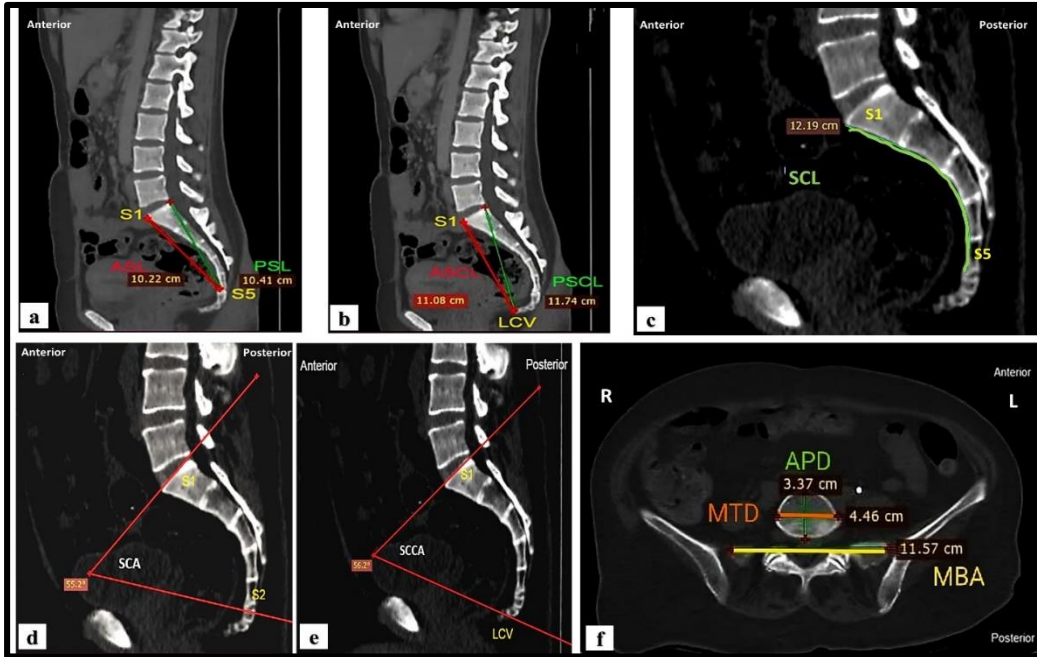 Anterior
Posterior
S1
ASL
10.22 cm
PSL
10.41 cm
S5
a
Anterior
Posterior
S1
ASCL
11.08 cm
PSCL
11.74 cm
LCV
b
Anterior
Posterior
S1
12.19 cm
SCL
S5
c
Anterior
Posterior
S1
SCA
55.2°
S2
d
Anterior
Posterior
S1
SCCA
56.2°
LCV
e
Anterior
R
L
APD
3.37 cm
MTD
4.46 cm
11.57 cm
MBA
Posterior
f